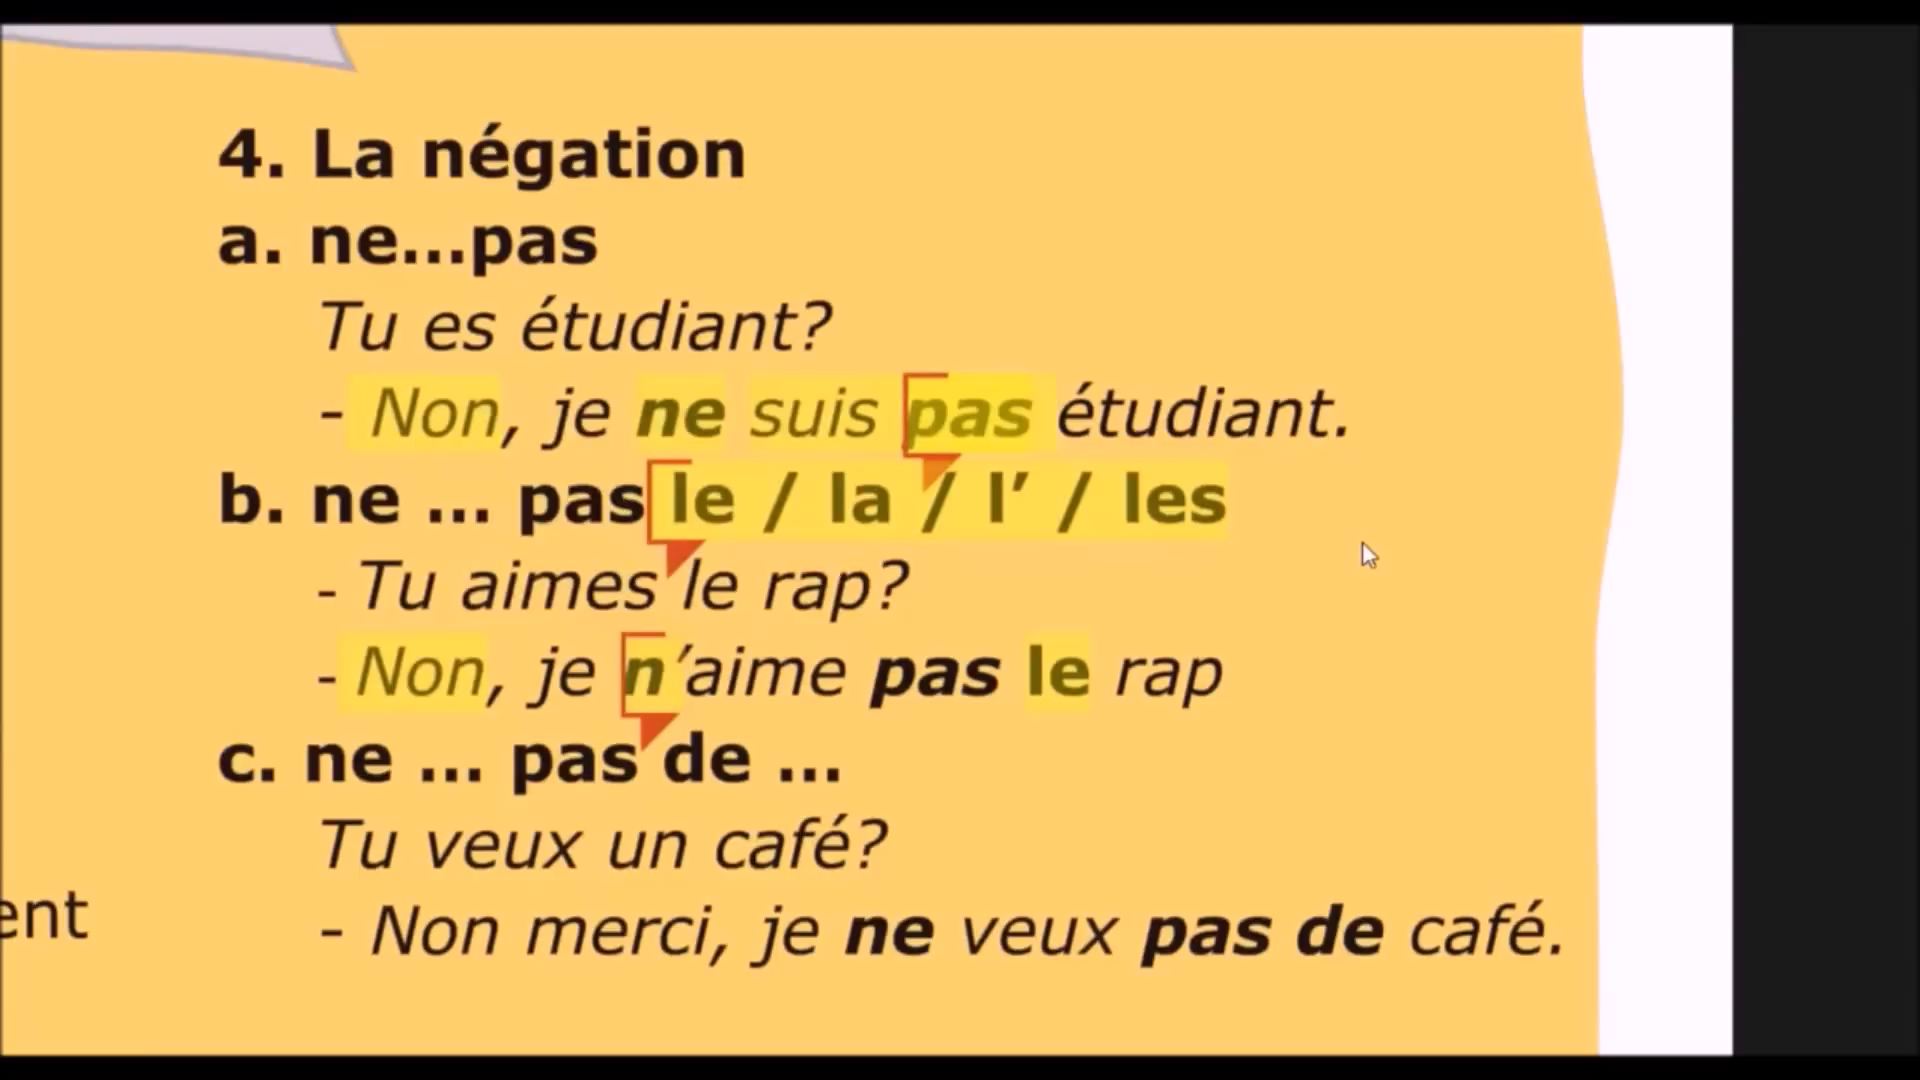 4. La négation
a. ne...pas
Tu es étudiant?
- Non, je ne suis pas étudiant.
b. ne ... pas le / la / l’ / les
- Tu aimes le rap?
- Non, je n’aime pas le rap
c. ne ... pas de ...
Tu veux un café?
ent
- Non merci, je ne veux pas de café.